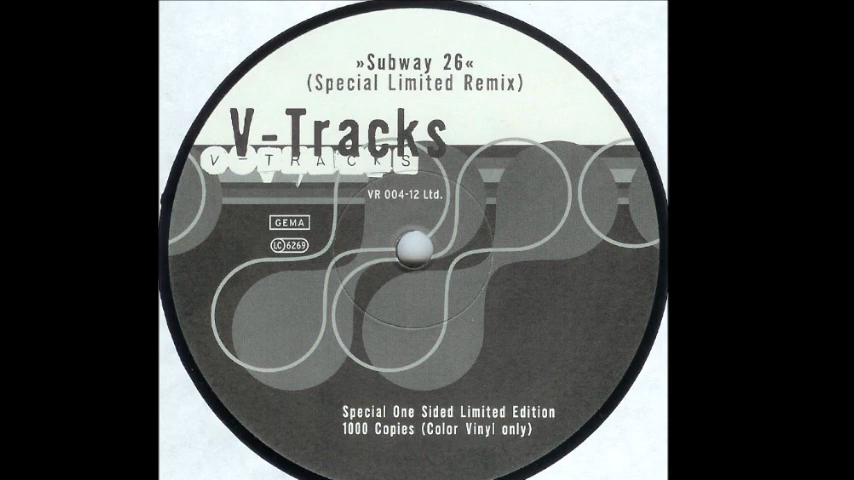 »Subway 26«
(Special Limited Remix)
V-Tracks
V-TRACKS
VR 004-12 Ltd.
GEMA
LC 6269
Special One Sided Limited Edition
1000 Copies (Color Vinyl only)